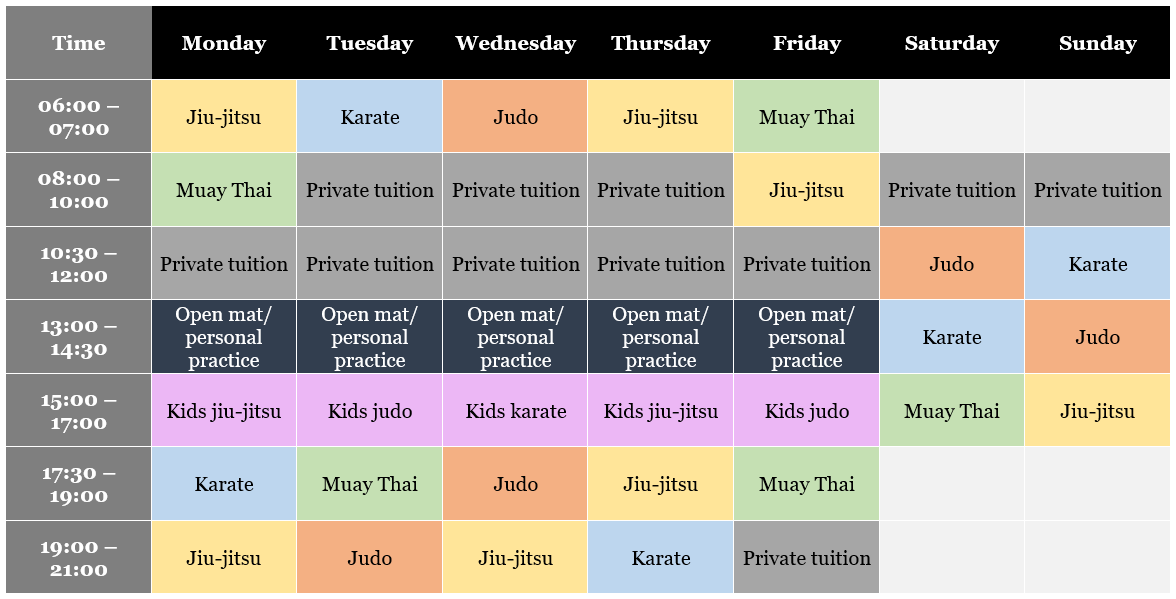 Time Monday Tuesday Wednesday Thursday Friday Saturday Sunday
06:00 –
07:00
Jiu-jitsu Karate Judo Jiu-jitsu Muay Thai
08:00 –
10:00
Muay Thai Private tuition Private tuition Private tuition Jiu-jitsu Private tuition Private tuition
10:30 –
12:00
Private tuition Private tuition Private tuition Private tuition Private tuition Judo Karate
13:00 –
14:30
Open mat/
personal
practice
Open mat/
personal
practice
Open mat/
personal
practice
Open mat/
personal
practice
Open mat/
personal
practice
Karate Judo
15:00 –
17:00
Kids jiu-jitsu Kids judo Kids karate Kids jiu-jitsu Kids judo Muay Thai Jiu-jitsu
17:30 –
19:00
Karate Muay Thai Judo Jiu-jitsu Muay Thai
19:00 –
21:00
Jiu-jitsu Judo Jiu-jitsu Karate Private tuition